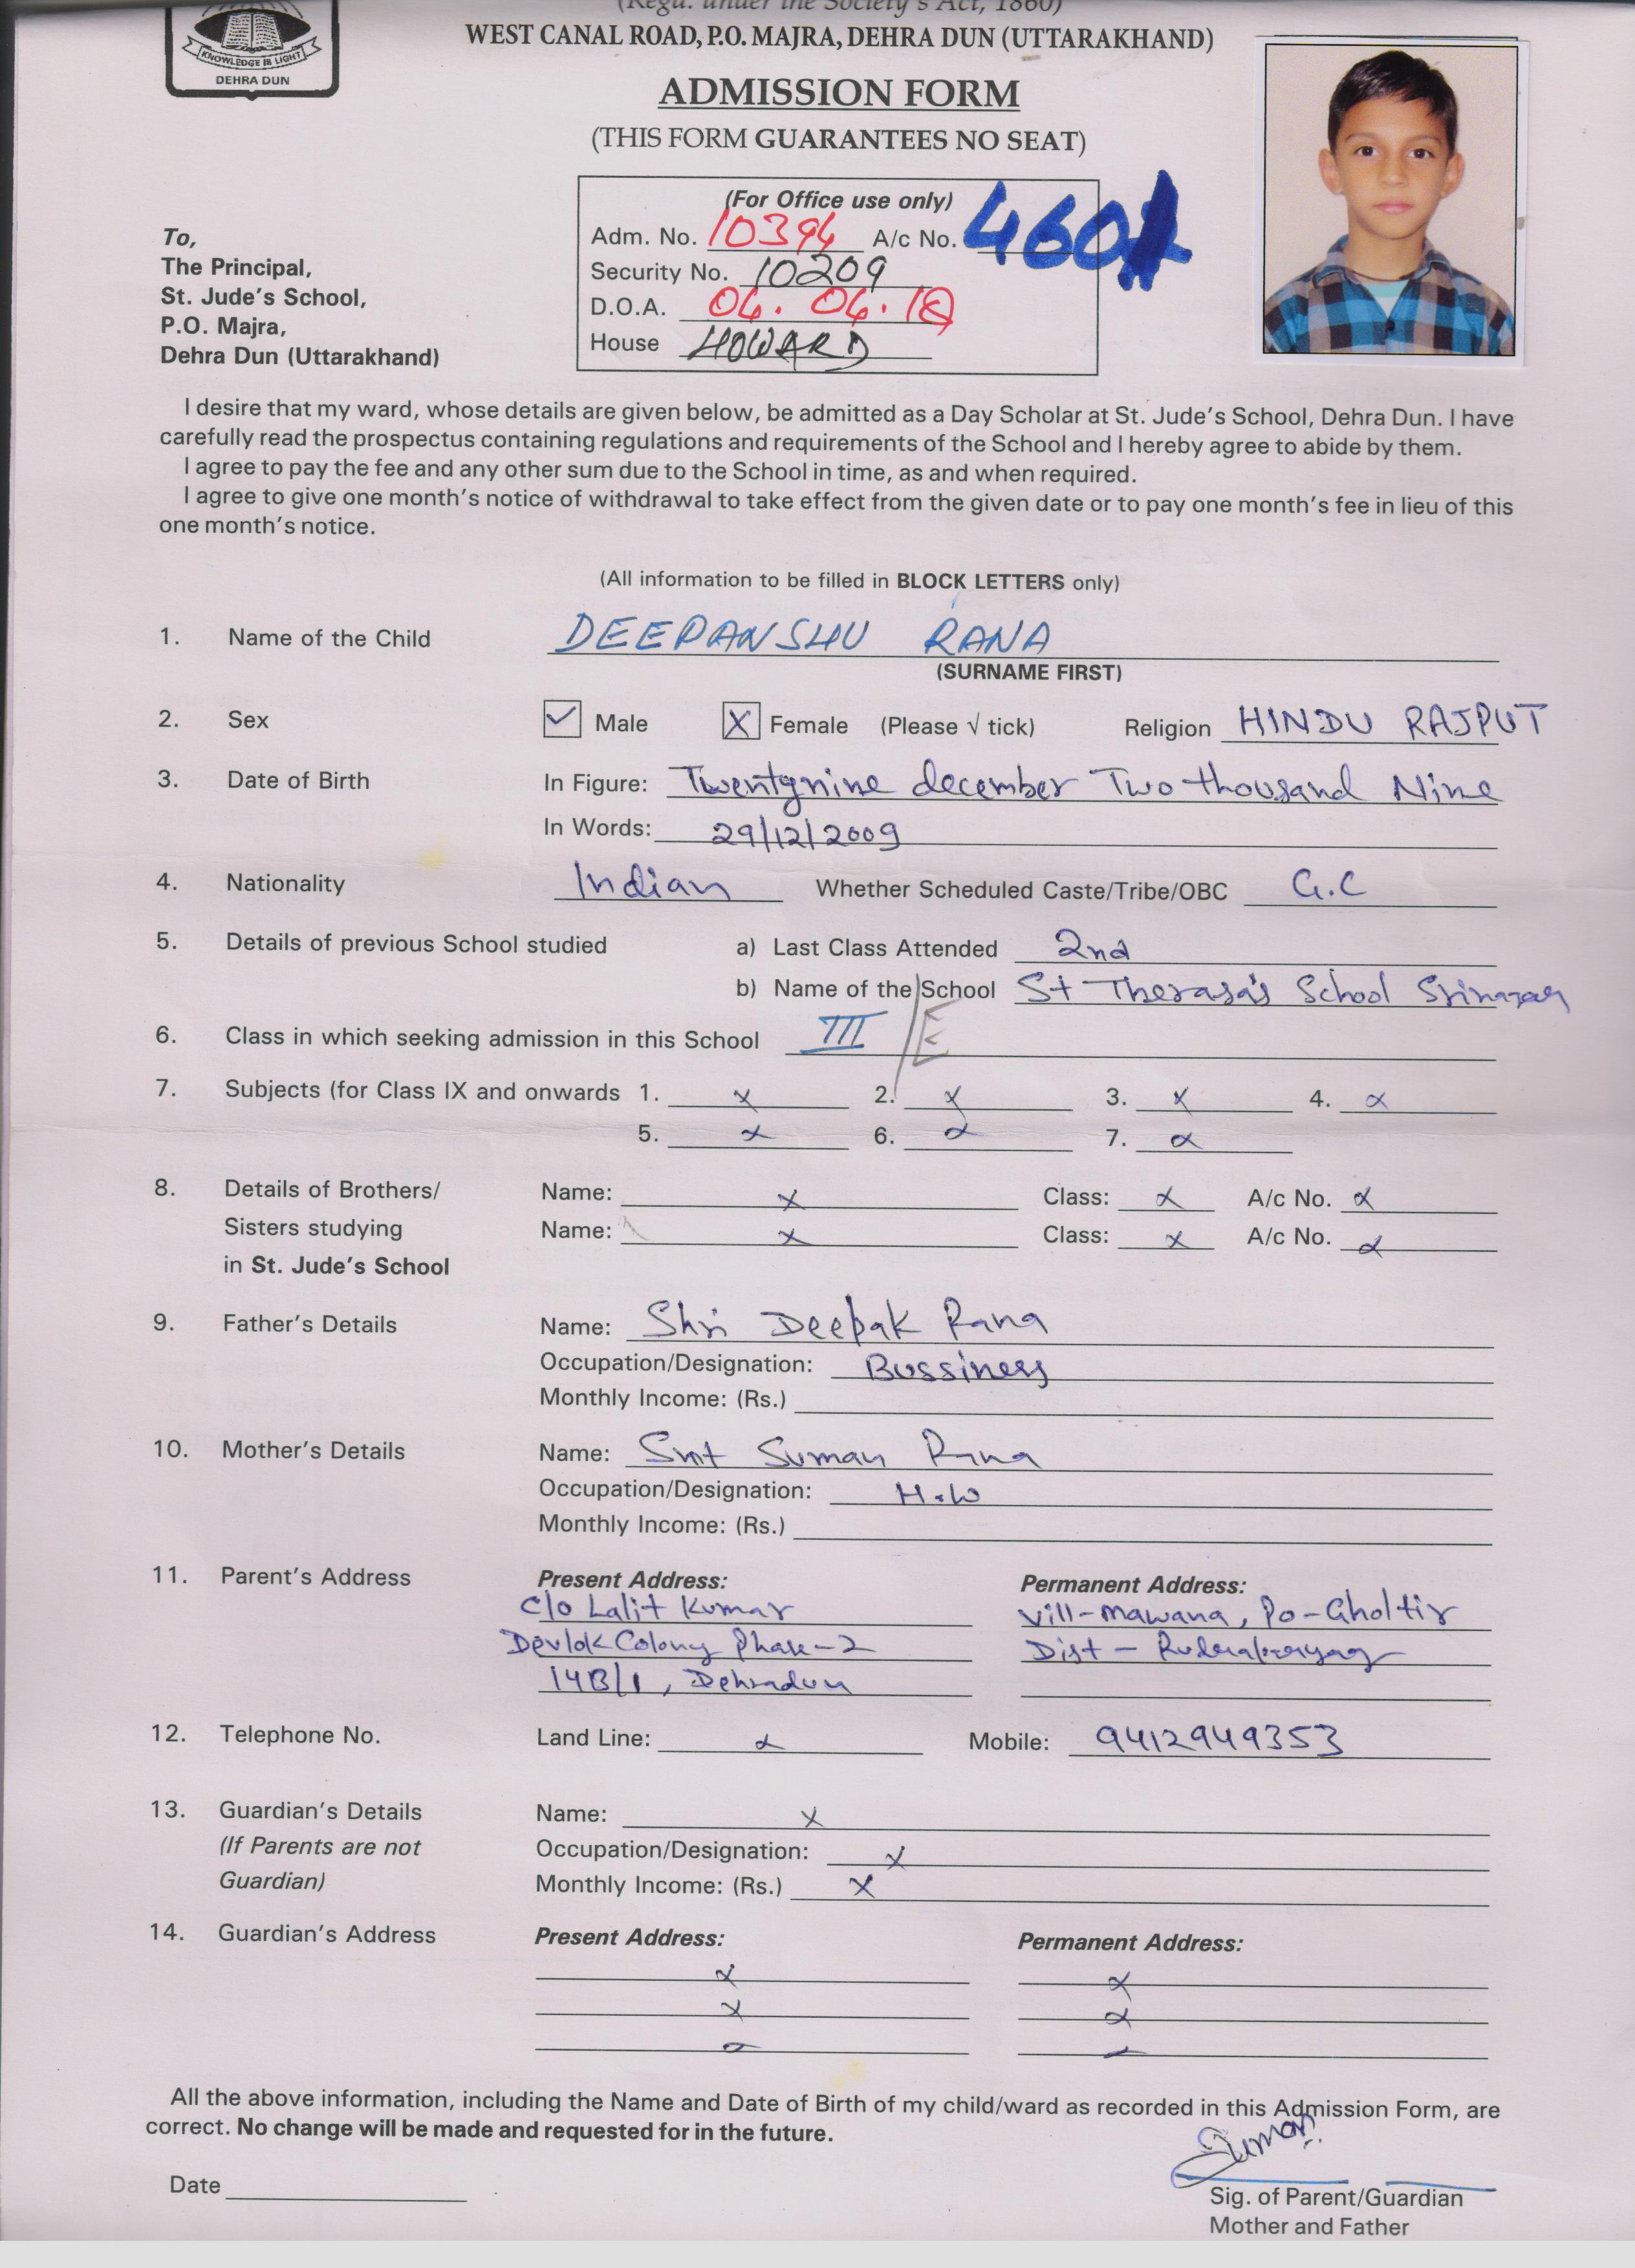 (Regd. under the Society's Act, 1860)
WEST CANAL ROAD, P.O. MAJRA, DEHRA DUN (UTTARAKHAND)
KNOWLEDGE IS LIGHT
DEHRA DUN
ADMISSION FORM
(THIS FORM GUARANTEES NO SEAT)
(For Office use only)
Adm. No. 10394 A/c No. 460
Security No. 10209
D.O.A. 04. 04. 18
House HOWARD
To,
The Principal,
St. Jude's School,
P.O. Majra,
Dehra Dun (Uttarakhand)
I desire that my ward, whose details are given below, be admitted as a Day Scholar at St. Jude's School, Dehra Dun. I have
carefully read the prospectus containing regulations and requirements of the School and I hereby agree to abide by them.
I agree to pay the fee and any other sum due to the School in time, as and when required.
I agree to give one month's notice of withdrawal to take effect from the given date or to pay one month's fee in lieu of this
one month's notice.
(All information to be filled in BLOCK LETTERS only)
1. Name of the Child DEEPANSHU RANA
(SURNAME FIRST)
2. Sex ✓ Male X Female (Please √ tick) Religion HINDU RAJPUT
3. Date of Birth In Figure: Twentynine december Two thousand Nine
In Words: 29/12/2009
4. Nationality Indian Whether Scheduled Caste/Tribe/OBC G.C
5. Details of previous School studied a) Last Class Attended 2nd
b) Name of the School St Therasa's School Srinagar
6. Class in which seeking admission in this School III /E
7. Subjects (for Class IX and onwards 1. x 2. x 3. x 4. x
5. x 6. x 7. x
8. Details of Brothers/ Name: x Class: x A/c No. x
Sisters studying Name: x Class: x A/c No. x
in St. Jude's School
9. Father's Details Name: Shri Deepak Rana
Occupation/Designation: Bussiness
Monthly Income: (Rs.)
10. Mother's Details Name: Smt Suman Rana
Occupation/Designation: H.W
Monthly Income: (Rs.)
11. Parent's Address Present Address: Permanent Address:
C/o Lalit Kumar Vill-Mawana, Po-Gholtir
Devlok Colony Phase-2 Dist - Rudraprayag
14B/1, Dehradun
12. Telephone No. Land Line: x Mobile: 9412949353
13. Guardian's Details Name: x
(If Parents are not Occupation/Designation: x
Guardian) Monthly Income: (Rs.) x
14. Guardian's Address Present Address: Permanent Address:
x x
x x
All the above information, including the Name and Date of Birth of my child/ward as recorded in this Admission Form, are
correct. No change will be made and requested for in the future.
Suman
Date
Sig. of Parent/Guardian
Mother and Father